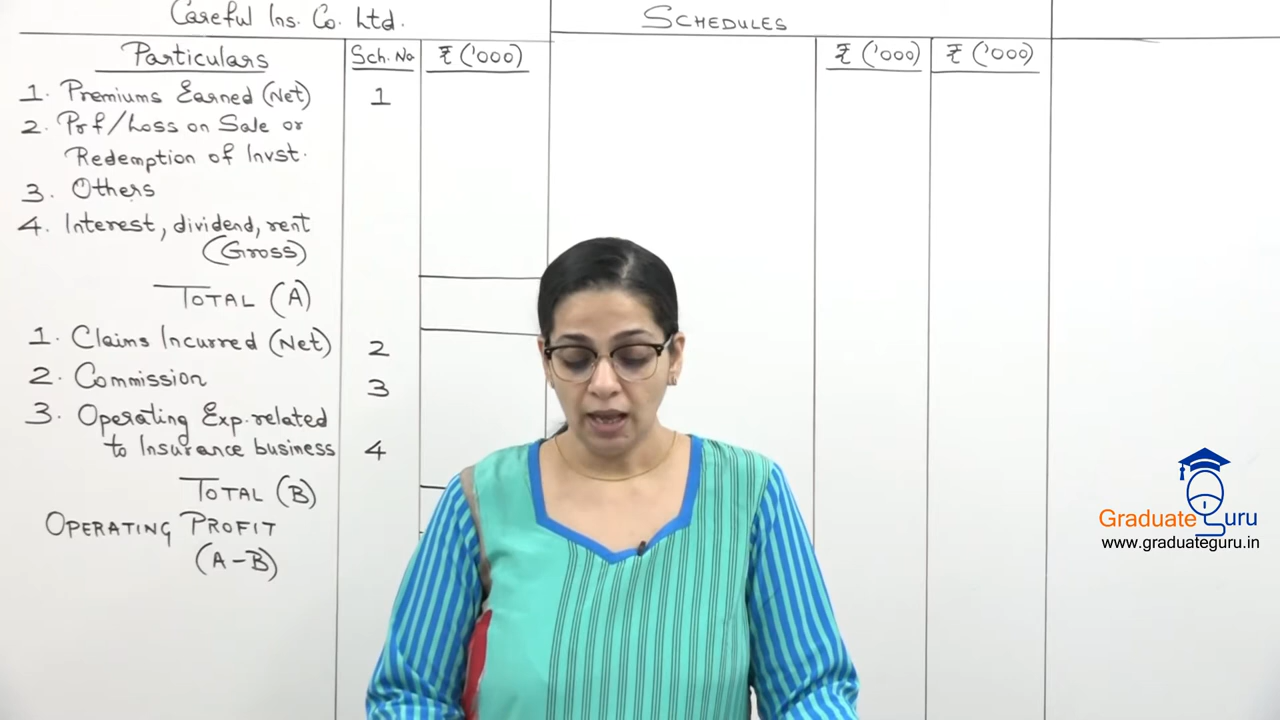 Careful Ins. Co. Ltd.
SCHEDULES
Particulars
Sch. No
₹ ('000)
₹ ('000)
₹ ('000)
1. Premiums Earned (Net)
1
2. Prf/Loss on Sale or
Redemption of Invst.
3. Others
4. Interest, dividend, rent
(Gross)
TOTAL (A)
1. Claims Incurred (Net)
2
2. Commission
3
3. Operating Exp. related
to Insurance business
4
TOTAL (B)
OPERATING PROFIT
(A-B)
Graduate Guru
www.graduateguru.in